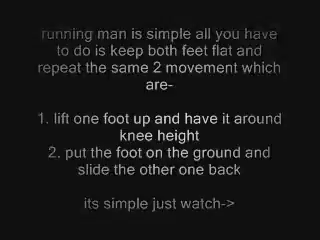 running man is simple all you have
to do is keep both feet flat and
repeat the same 2 movement which
are-
1. lift one foot up and have it around
knee height
2. put the foot on the ground and
slide the other one back
its simple just watch->